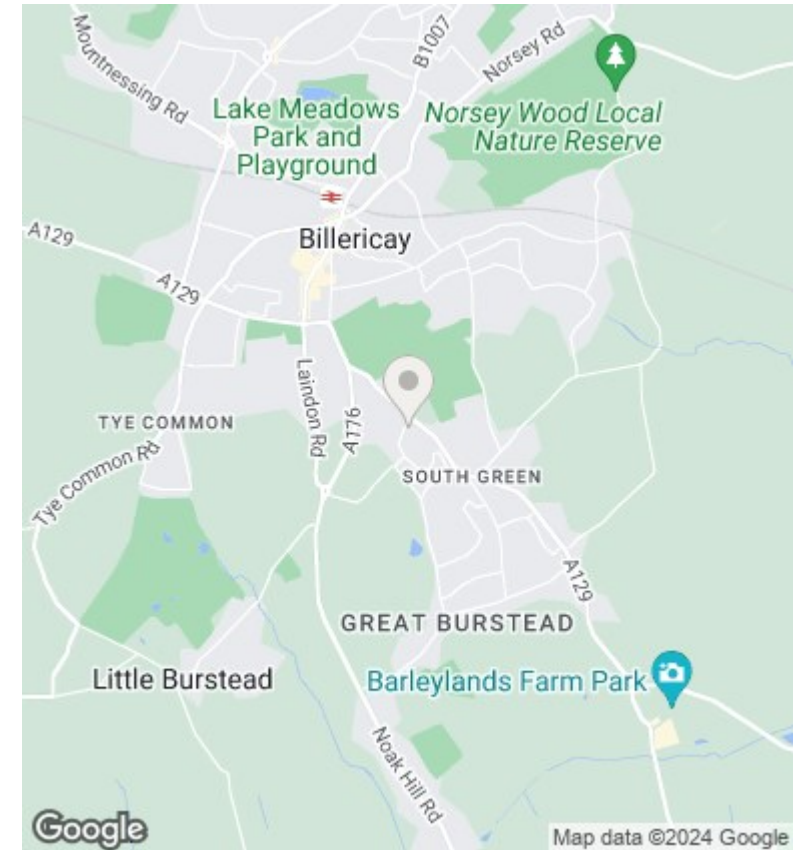 Mountnessing Rd
B1007
Norsey Rd
Lake Meadows
Park and
Playground
Norsey Wood Local
Nature Reserve
A129
Billericay
A129
Laindon Rd
A176
TYE COMMON
Tye Common Rd
SOUTH GREEN
A129
GREAT BURSTEAD
Little Burstead
Barleylands Farm Park
Noak Hill Rd
Google
Map data ©2024 Google